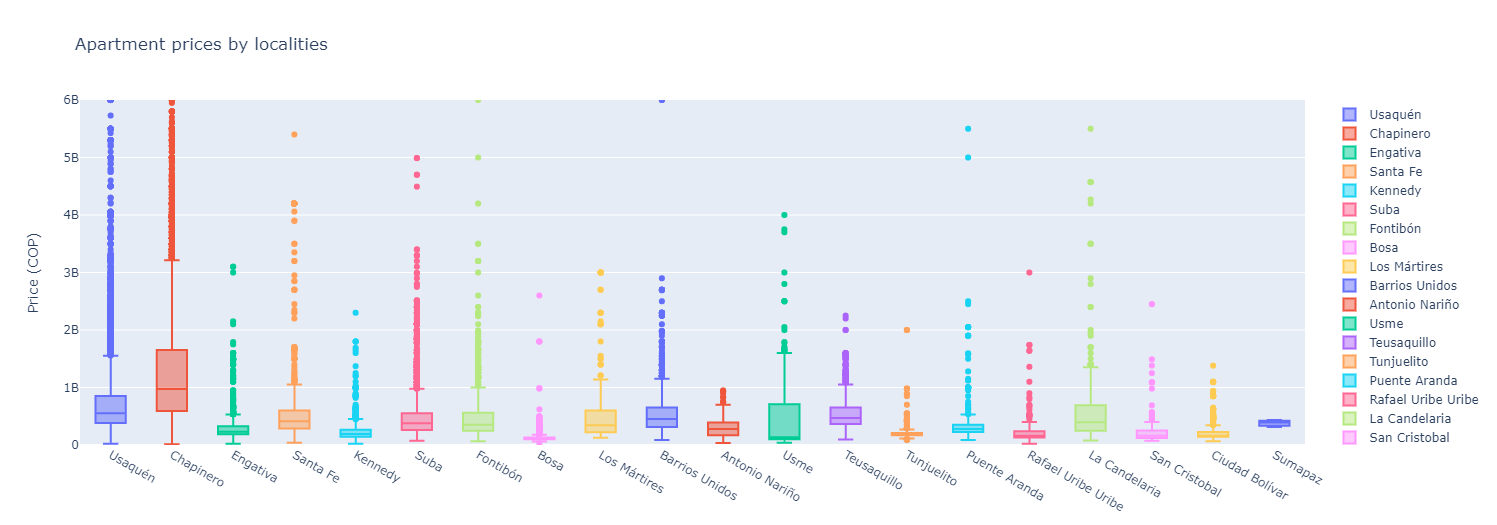 Apartment prices by localities
Price (COP)
6B
5B
4B
3B
2B
1B
0
Usaquén
Chapinero
Engativa
Santa Fe
Kennedy
Suba
Fontibón
Bosa
Los Mártires
Barrios Unidos
Antonio Nariño
Usme
Teusaquillo
Tunjuelito
Puente Aranda
Rafael Uribe Uribe
La Candelaria
San Cristobal
Ciudad Bolivar
Sumapaz
Usaquén
Chapinero
Engativa
Santa Fe
Kennedy
Suba
Fontibón
Bosa
Los Mártires
Barrios Unidos
Antonio Nariño
Usme
Teusaquillo
Tunjuelito
Puente Aranda
Rafael Uribe Uribe
La Candelaria
San Cristobal